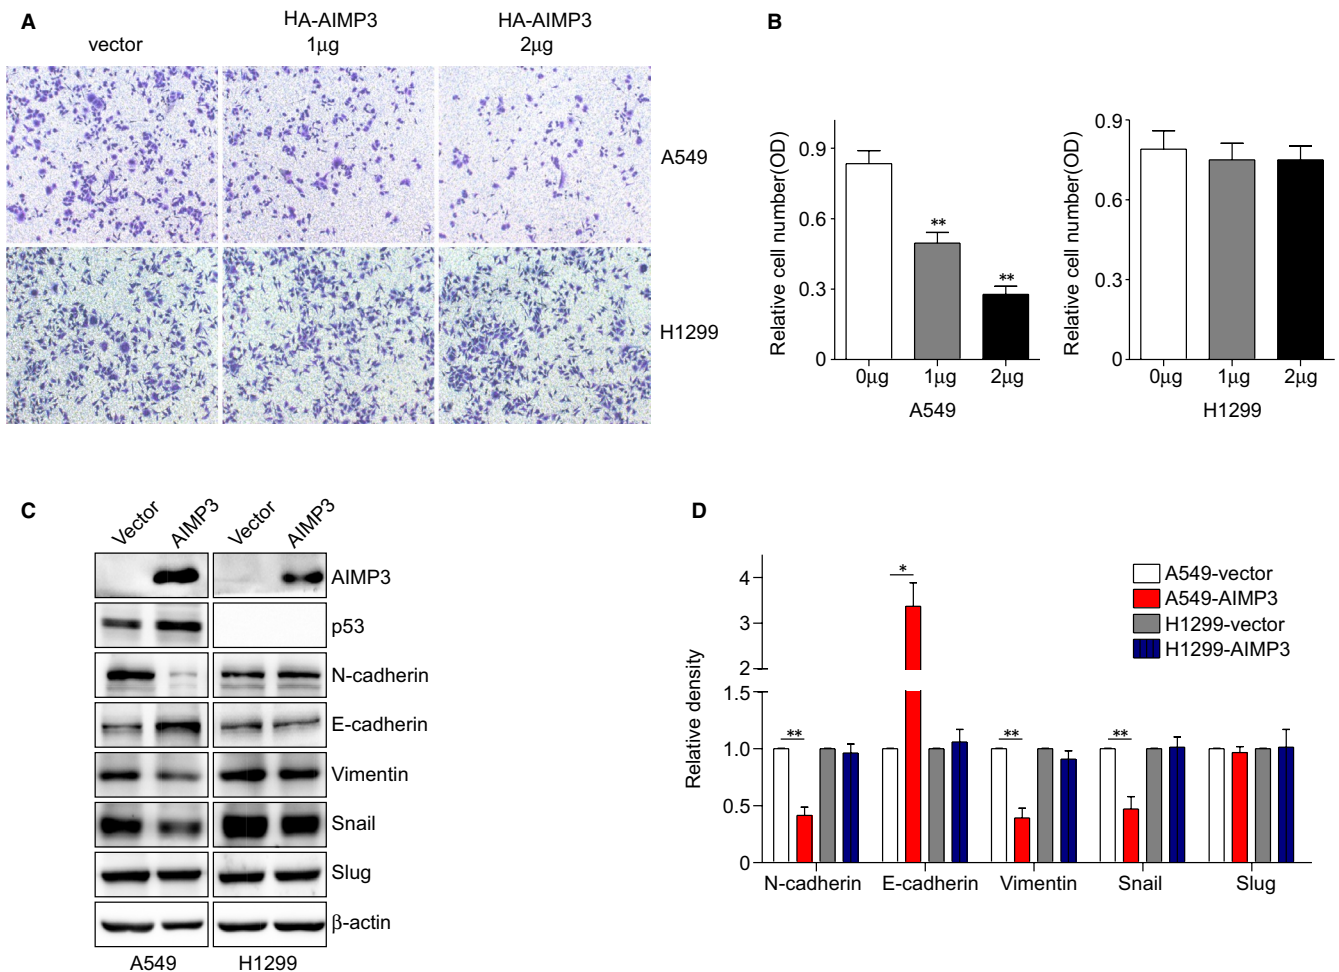 A
vector
HA-AIMP3
1μg
HA-AIMP3
2μg
A549
H1299
B
Relative cell number(OD)
0.9
0.6
0.3
0
**
**
0μg 1μg 2μg
A549
Relative cell number(OD)
0.9
0.6
0.3
0
0μg 1μg 2μg
H1299
C
Vector AIMP3 Vector AIMP3
AIMP3
p53
N-cadherin
E-cadherin
Vimentin
Snail
Slug
β-actin
A549 H1299
D
Relative density
4
3
2
1.5
1.0
0.5
0
**
*
**
**
N-cadherin E-cadherin Vimentin Snail Slug
A549-vector
A549-AIMP3
H1299-vector
H1299-AIMP3